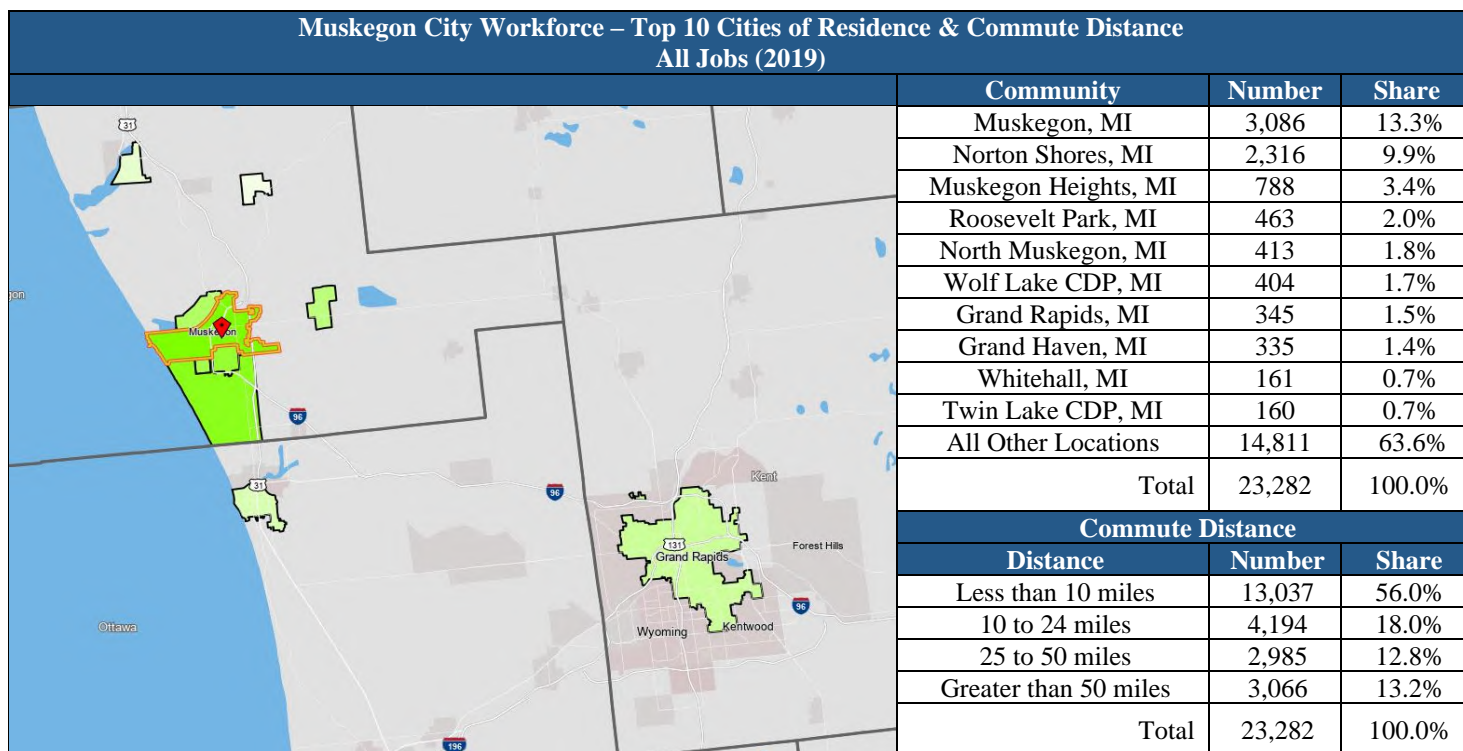 Muskegon City Workforce – Top 10 Cities of Residence & Commute Distance
All Jobs (2019)
31
gon
Muskegon
96
31
96
Kent
131
Grand Rapids
Forest Hills
96
Ottawa
Wyoming
Kentwood
196
Community Number Share
Muskegon, MI 3,086 13.3%
Norton Shores, MI 2,316 9.9%
Muskegon Heights, MI 788 3.4%
Roosevelt Park, MI 463 2.0%
North Muskegon, MI 413 1.8%
Wolf Lake CDP, MI 404 1.7%
Grand Rapids, MI 345 1.5%
Grand Haven, MI 335 1.4%
Whitehall, MI 161 0.7%
Twin Lake CDP, MI 160 0.7%
All Other Locations 14,811 63.6%
Total 23,282 100.0%
Commute Distance
Distance Number Share
Less than 10 miles 13,037 56.0%
10 to 24 miles 4,194 18.0%
25 to 50 miles 2,985 12.8%
Greater than 50 miles 3,066 13.2%
Total 23,282 100.0%